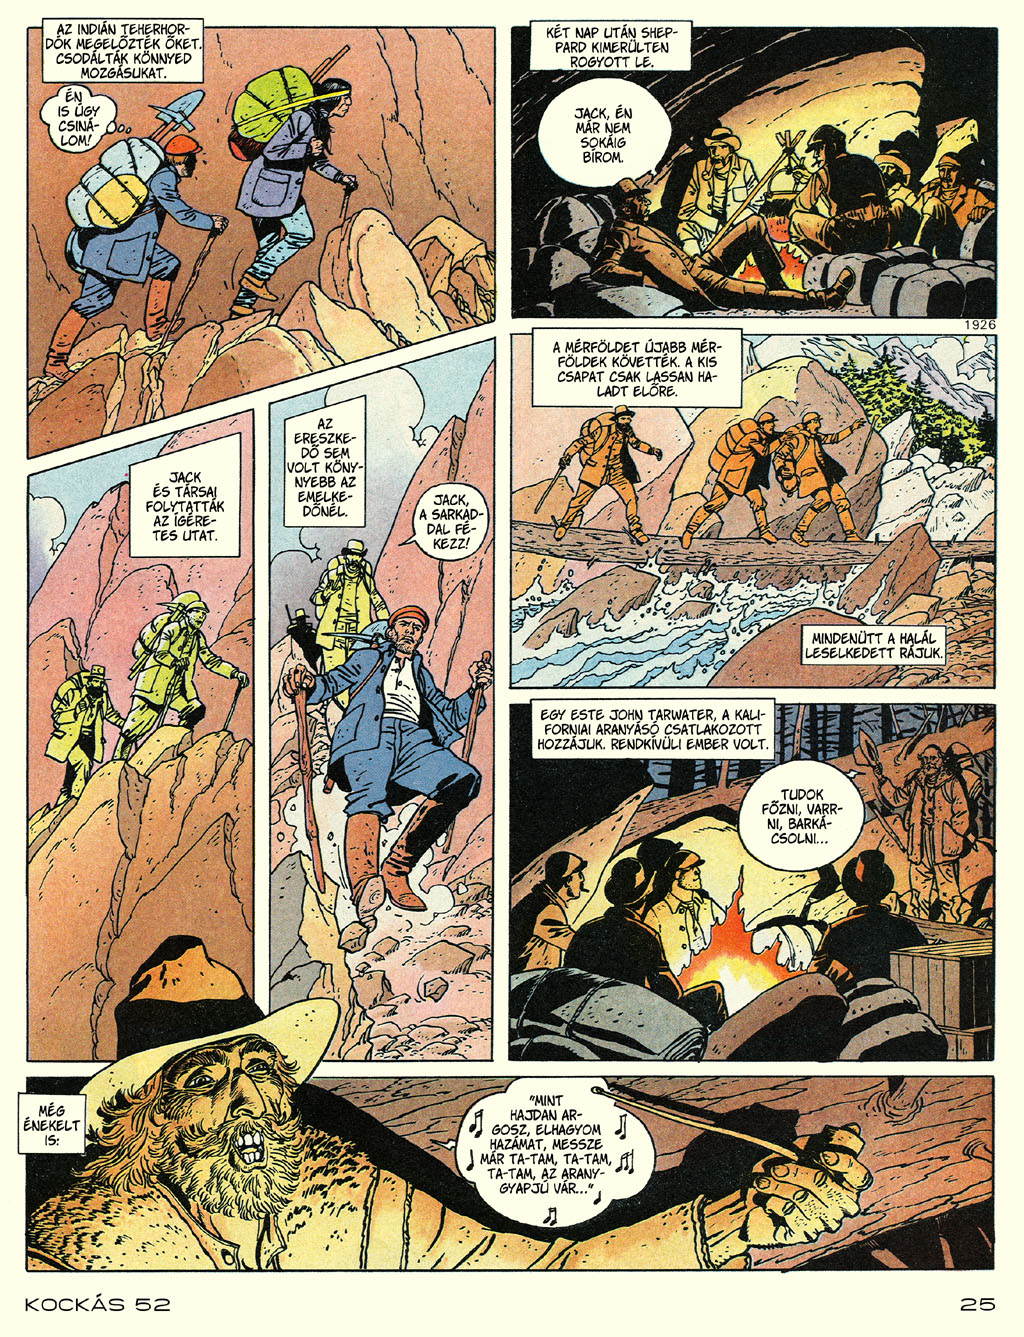 AZ INDIÁN TEHERHOR-
DÓK MEGELŐZTÉK ŐKET.
CSODÁLTÁK KÖNNYED
MOZGÁSUKAT.
ÉN
IS ÚGY
CSINÁ-
LOM!
KÉT NAP UTÁN SHEP-
PARD KIMERÜLTEN
ROGYOTT LE.
JACK, ÉN
MÁR NEM
SOKÁIG
BÍROM.
1926
JACK
ÉS TÁRSAI
FOLYTATTÁK
AZ ÍGÉRE-
TES UTAT.
AZ
ERESZKE-
DŐ SEM
VOLT KÖNY-
NYEBB AZ
EMELKE-
DŐNÉL.
JACK,
A SARKAD-
DAL FÉ-
KEZZ!
A MÉRFÖLDET ÚJABB MÉR-
FÖLDEK KÖVETTÉK. A KIS
CSAPAT CSAK LASSAN HA-
LADT ELŐRE.
MINDENÜTT A HALÁL
LESELKEDETT RÁJUK.
EGY ESTE JOHN TARWATER, A KALI-
FORNIAI ARANYÁSÓ CSATLAKOZOTT
HOZZÁJUK. RENDKÍVÜLI EMBER VOLT.
TUDOK
FŐZNI, VARR-
NI, BARKÁ-
CSOLNI...
MÉG
ÉNEKELT
IS:
"MINT
HAJDAN AR-
GOSZ, ELHAGYOM
HAZÁMAT, MESSZE
MÁR TA-TAM, TA-TAM,
TA-TAM, AZ ARANY-
GYAPJÚ VÁR..."
KOCKÁS 52
25